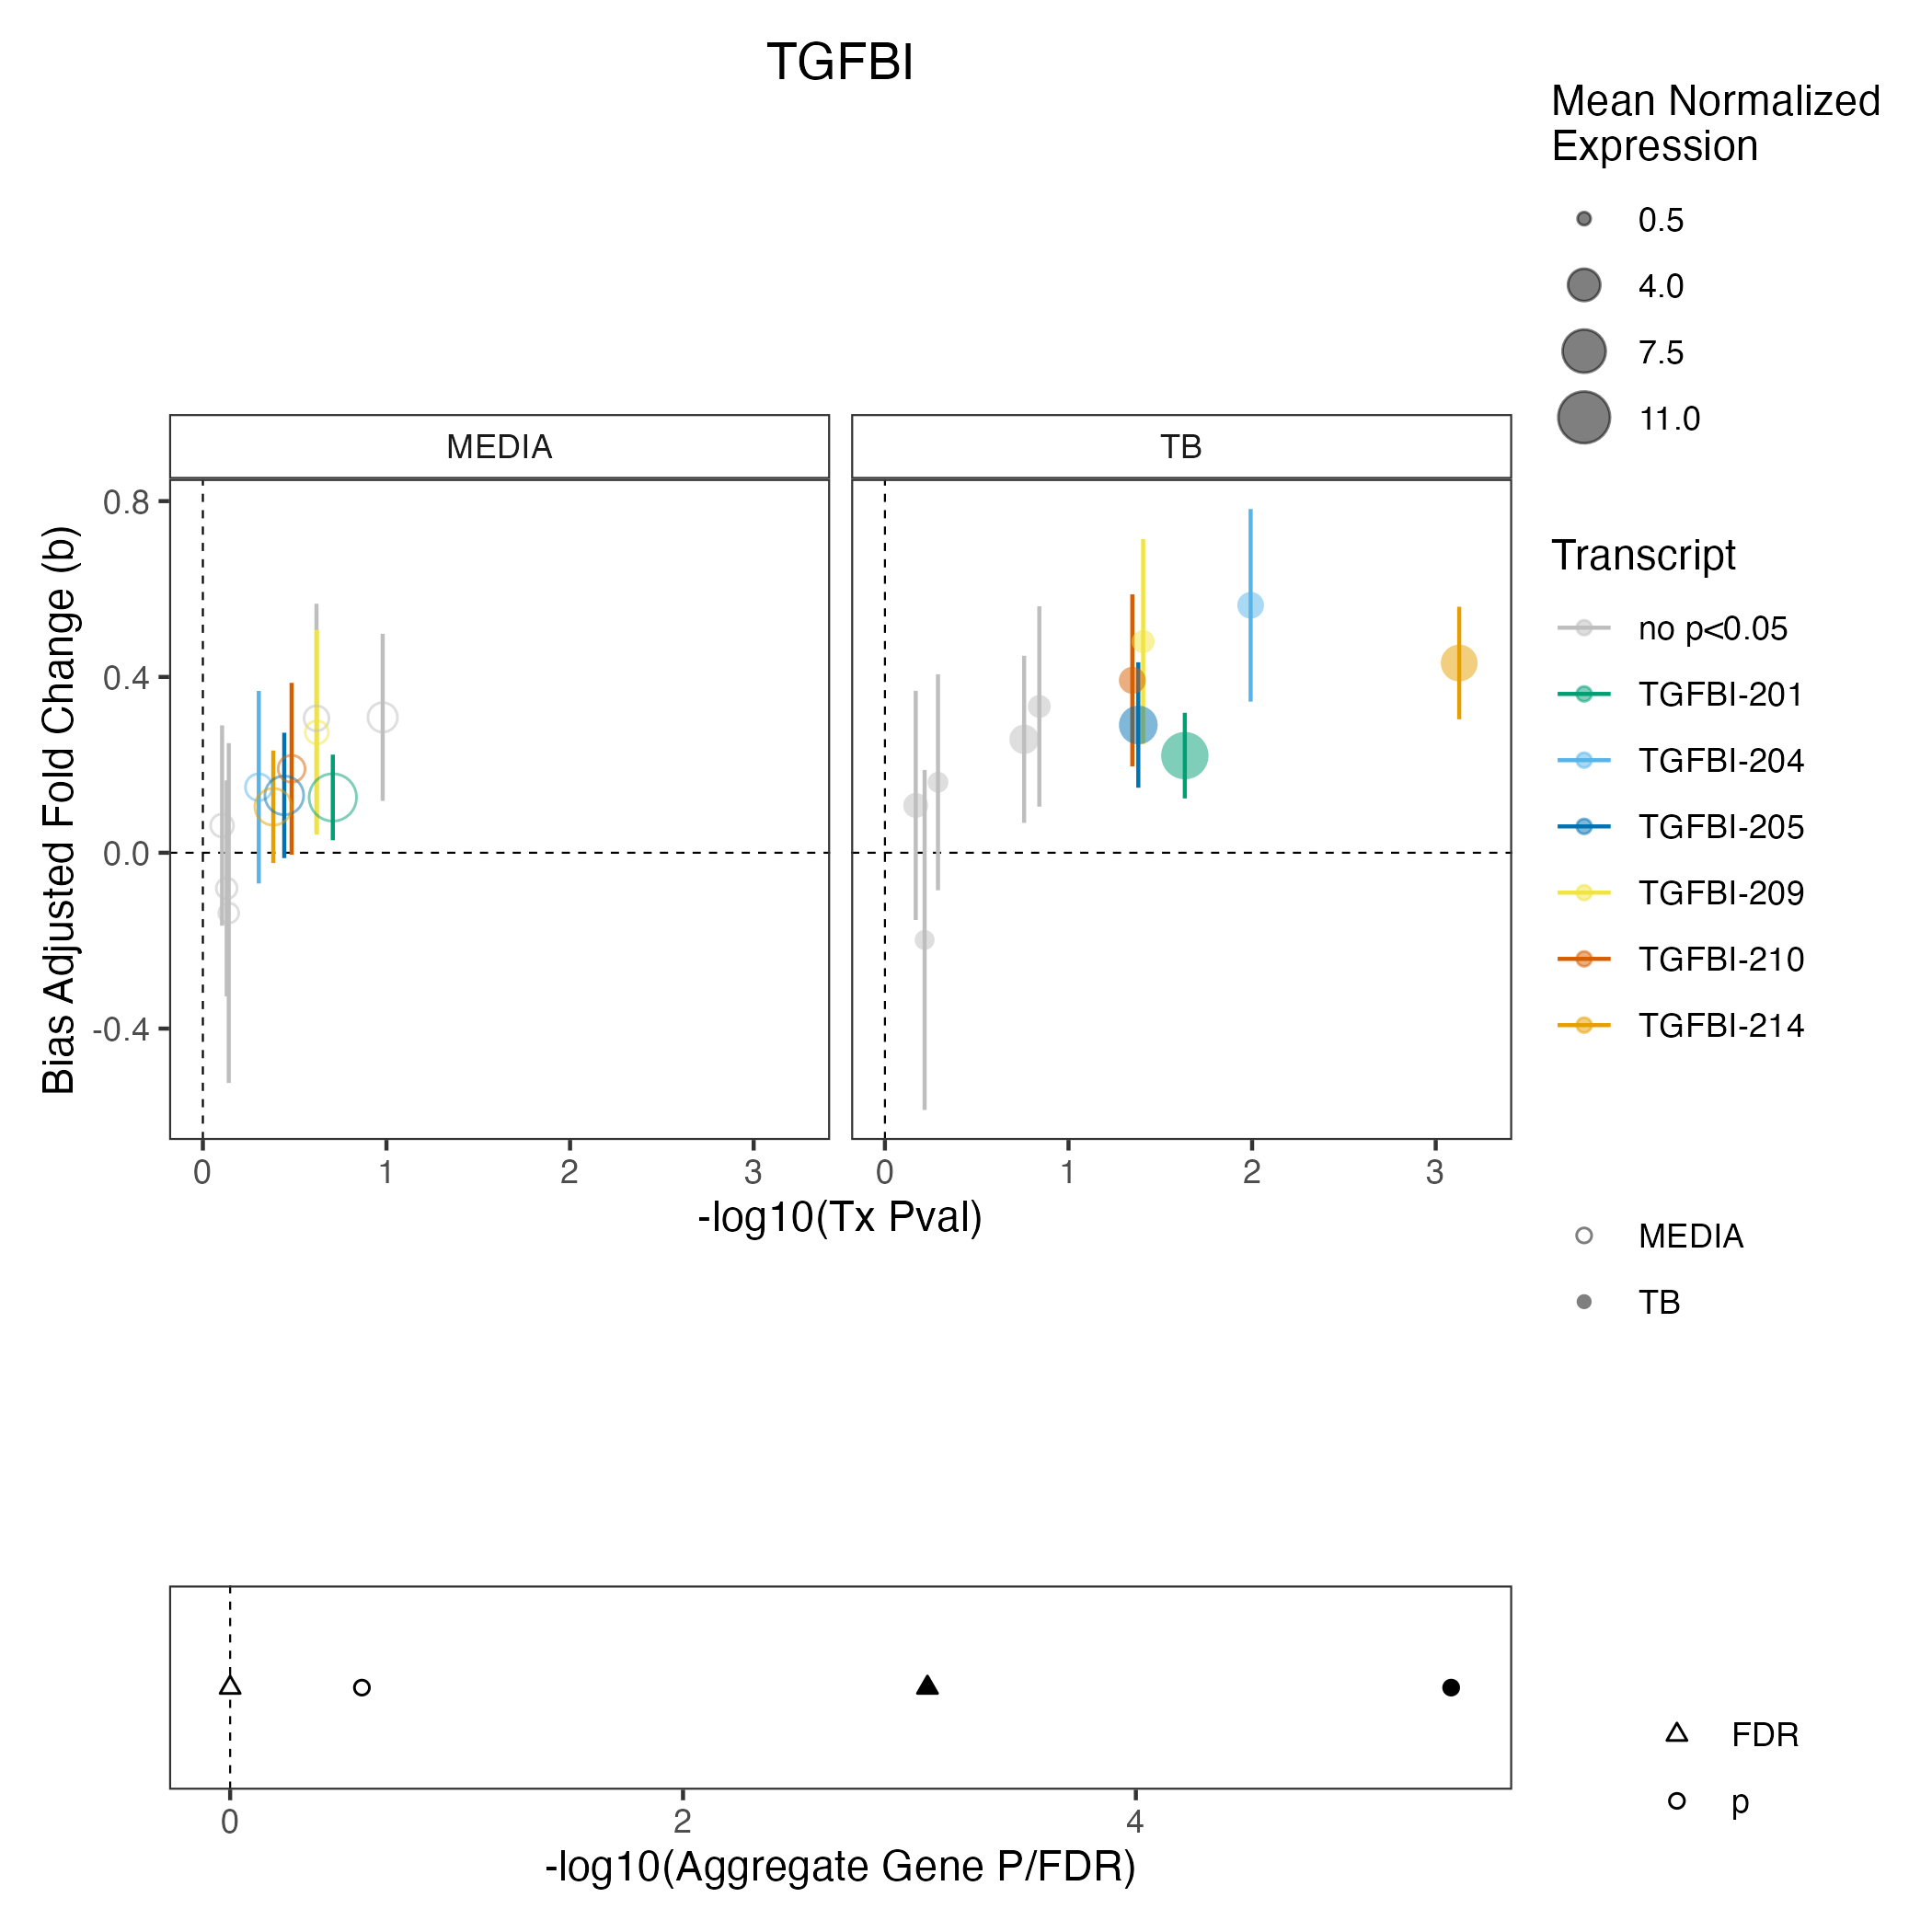 TGFBI
MEDIA
TB
0.8
0.4
0.0
-0.4
Bias Adjusted Fold Change (b)
0
1
2
3
0
1
2
3
-log10(Tx Pval)
Mean Normalized
Expression
0.5
4.0
7.5
11.0
Transcript
no p<0.05
TGFBI-201
TGFBI-204
TGFBI-205
TGFBI-209
TGFBI-210
TGFBI-214
MEDIA
TB
0
2
4
-log10(Aggregate Gene P/FDR)
FDR
p